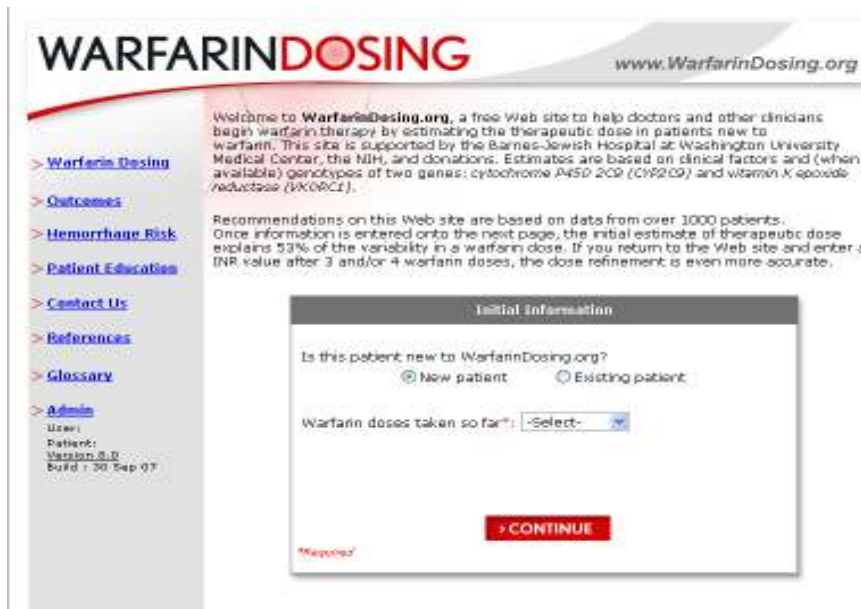 WARFARINDOSING
www.WarfarinDosing.org
Welcome to WarfarinDosing.org, a free Web site to help doctors and other clinicians
begin warfarin therapy by estimating the therapeutic dose in patients new to
warfarin. This site is supported by the Barnes-Jewish Hospital at Washington University
Medical Center, the NIH, and donations. Estimates are based on clinical factors and (when
available) genotypes of two genes: cytochrome P450 2C9 (CYP2C9) and vitamin K epoxide
reductase (VKORC1).
Recommendations on this Web site are based on data from over 1000 patients.
Once information is entered onto the next page, the initial estimate of therapeutic dose
explains 53% of the variability in a warfarin dose. If you return to the Web site and enter a
INR value after 3 and/or 4 warfarin doses, the dose refinement is even more accurate.
> Warfarin Dosing
> Outcomes
> Hemorrhage Risk
> Patient Education
> Contact Us
> References
> Glossary
> Admin
User:
Patient:
Version 8.0
Build : 30 Sep 07
Initial Information
Is this patient new to WarfarinDosing.org?
New patient Existing patient
Warfarin doses taken so far*: -Select-
> CONTINUE
*Required